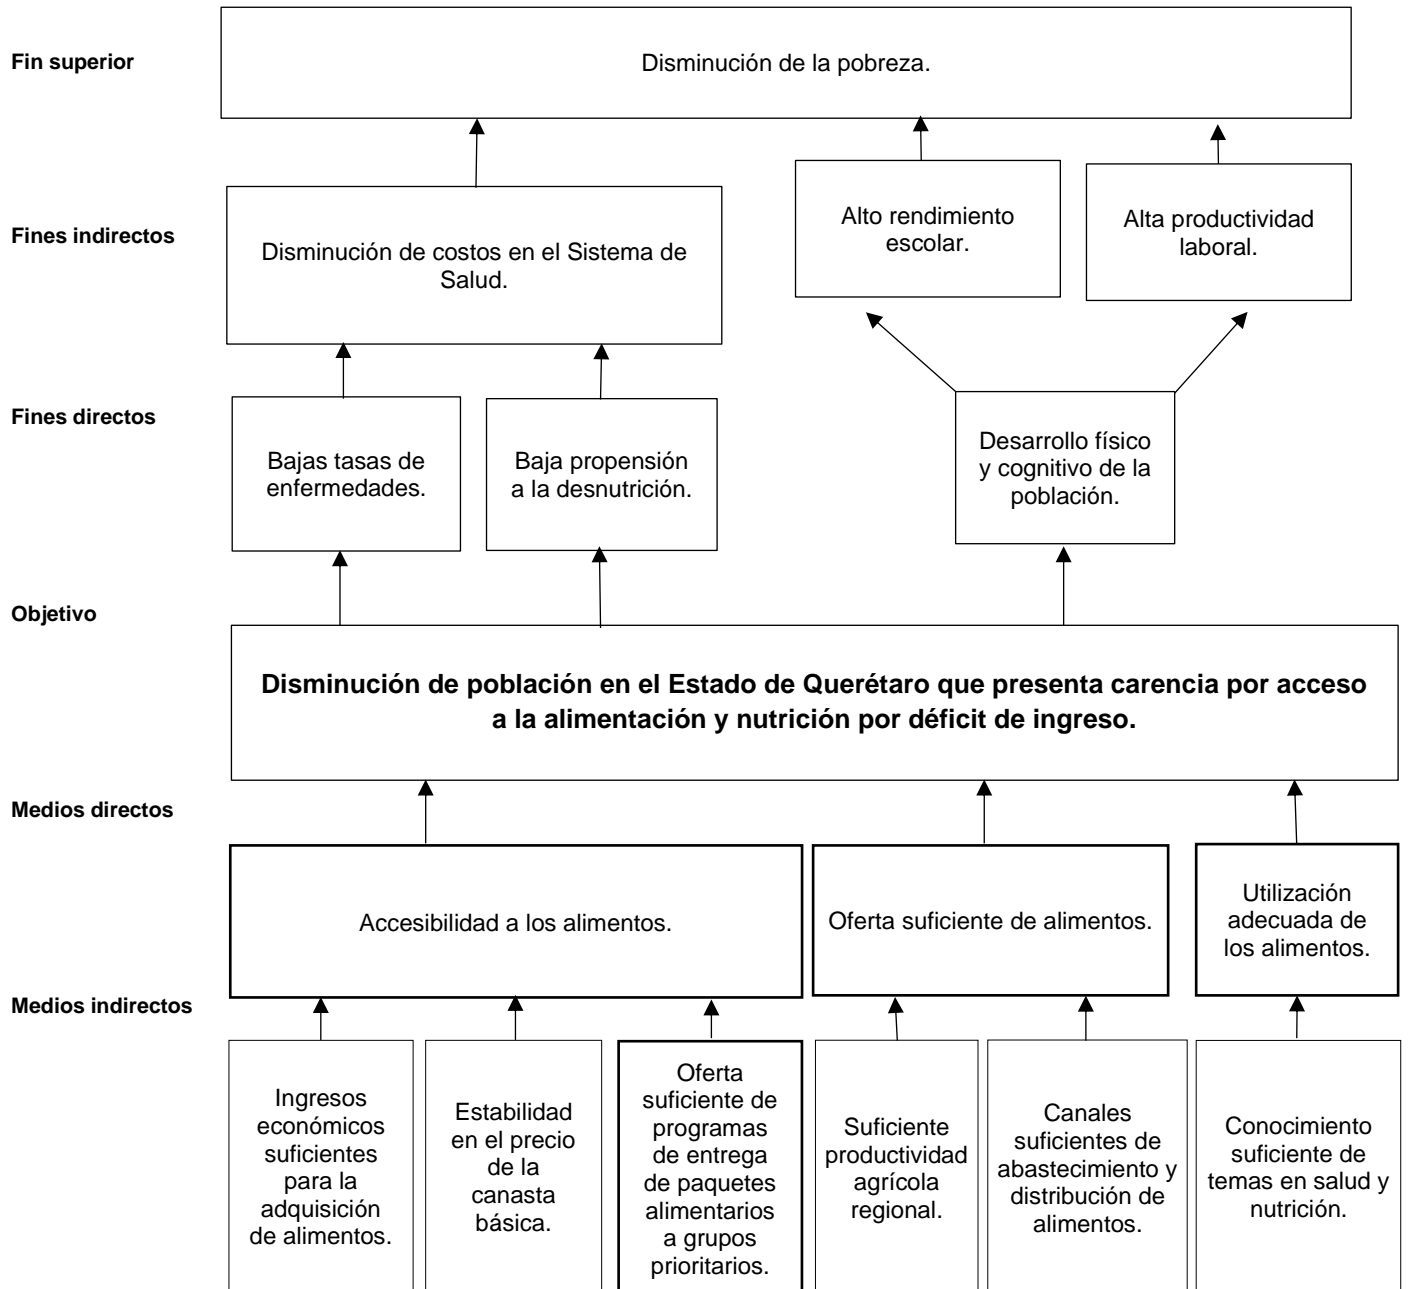 Fin superior
Disminución de la pobreza.
Fines indirectos
Disminución de costos en el Sistema de
Salud.
Alto rendimiento
escolar.
Alta productividad
laboral.
Fines directos
Bajas tasas de
enfermedades.
Baja propensión
a la desnutrición.
Desarrollo físico
y cognitivo de la
población.
Objetivo
Disminución de población en el Estado de Querétaro que presenta carencia por acceso
a la alimentación y nutrición por déficit de ingreso.
Medios directos
Accesibilidad a los alimentos.
Oferta suficiente de alimentos.
Utilización
adecuada de
los alimentos.
Medios indirectos
Ingresos
económicos
suficientes
para la
adquisición
de alimentos.
Estabilidad
en el precio
de la
canasta
básica.
Oferta
suficiente de
programas
de entrega
de paquetes
alimentarios
a grupos
prioritarios.
Suficiente
productividad
agrícola
regional.
Canales
suficientes de
abastecimiento y
distribución de
alimentos.
Conocimiento
suficiente de
temas en salud y
nutrición.